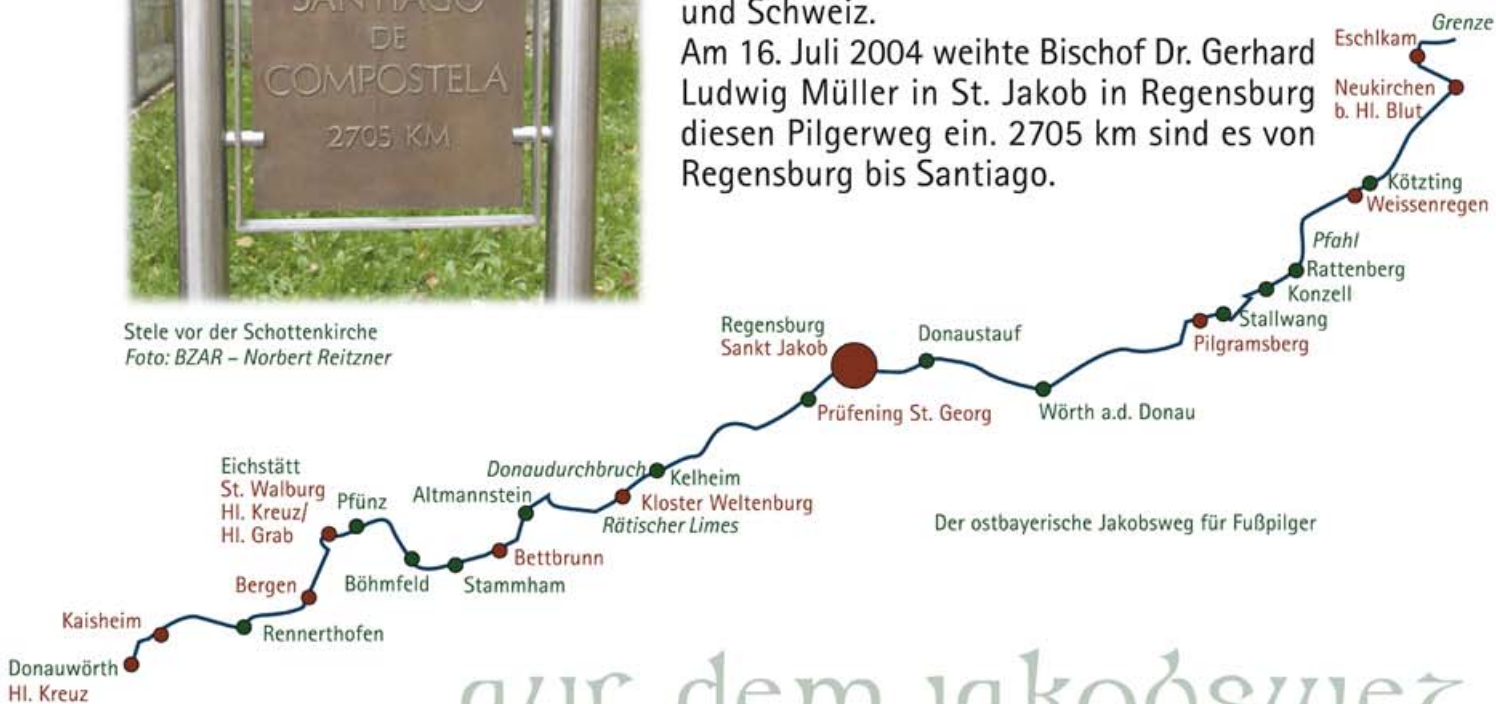 SANTIAGO
DE
COMPOSTELA
2705 KM
und Schweiz.
Am 16. Juli 2004 weihte Bischof Dr. Gerhard
Ludwig Müller in St. Jakob in Regensburg
diesen Pilgerweg ein. 2705 km sind es von
Regensburg bis Santiago.
Stele vor der Schottenkirche
Foto: BZAR – Norbert Reitzner
Grenze
Eschlkam
Neukirchen
b. Hl. Blut
Kötzting
Weissenregen
Pfahl
Rattenberg
Konzell
Stallwang
Pilgramsberg
Regensburg
Sankt Jakob
Donaustauf
Prüfening St. Georg
Wörth a.d. Donau
Eichstätt
St. Walburg
Hl. Kreuz/
Hl. Grab
Pfünz
Altmannstein
Donaudurchbruch
Kelheim
Kloster Weltenburg
Rätischer Limes
Der ostbayerische Jakobsweg für Fußpilger
Bettbrunn
Böhmfeld
Stammham
Bergen
Kaisheim
Rennerthofen
Donauwörth
Hl. Kreuz
auf dem jakobsweg